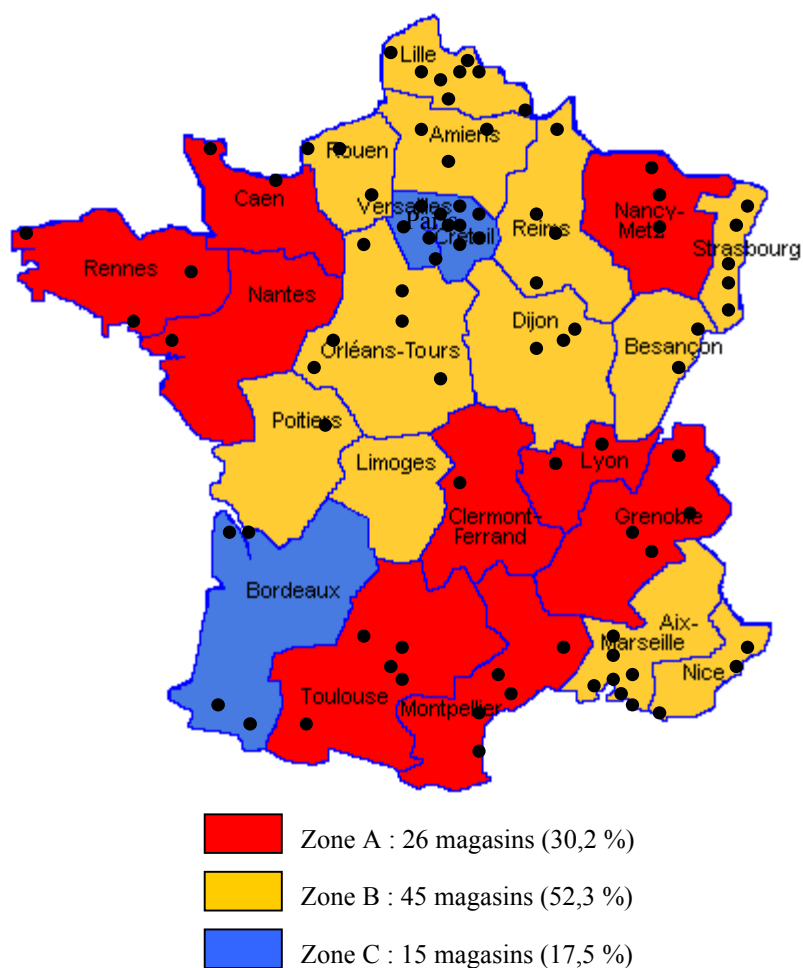 Lille
Amiens
Rouen
Caen
Versailles
Paris
Créteil
Reims
Nancy-
Metz
Strasbourg
Rennes
Nantes
Orléans-Tours
Dijon
Besançon
Poitiers
Limoges
Clermont-
Ferrand
Lyon
Grenoble
Bordeaux
Aix-
Marseille
Nice
Toulouse
Montpellier
Zone A : 26 magasins (30,2 %)
Zone B : 45 magasins (52,3 %)
Zone C : 15 magasins (17,5 %)